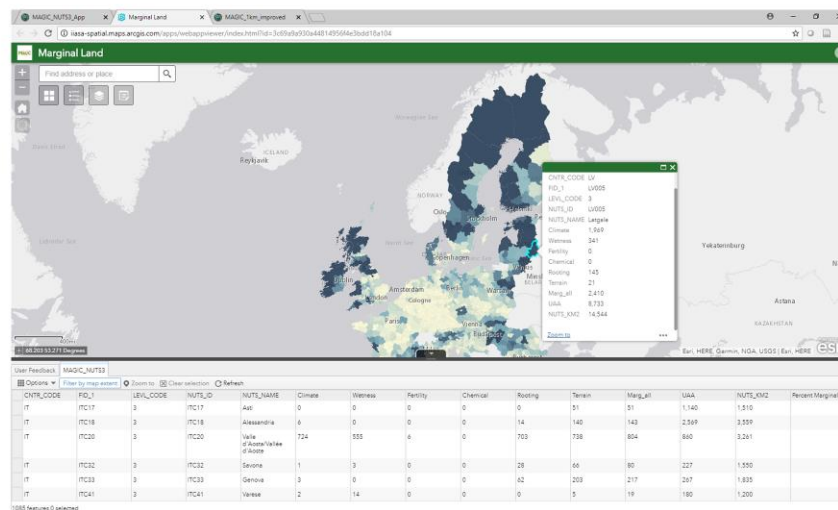 MAGIC_NUTS3_App
Marginal Land
MAGIC_1km_improved
iiasa-spatial.maps.arcgis.com/apps/webappviewer/index.html?id=3c69a9a930a44814956f4e3bdd18a104
Marginal Land
Find address or place
Norwegian Sea
ICELAND
Reykjavik
NORWAY
Oslo
Stockholm
North Sea
Copenhagen
Dublin
London
Amsterdam
Berlin
Cologne
Paris
Vienna
Yekaterinburg
Astana
KAZAKHSTAN
CNTR_CODE LV
FID_1 LV005
LEVL_CODE 3
NUTS_ID LV005
NUTS_NAME Latgale
Climate 1,969
Wetness 341
Fertility 0
Chemical 0
Rooting 145
Terrain 21
Marg_all 2,410
UAA 8,733
NUTS_KM2 14,544
Zoom to
Esri, HERE, Garmin, NGA, USGS | Esri, HERE
esri
User Feedback MAGIC_NUTS3
Options Filter by map extent Zoom to Clear selection Refresh
CNTR_CODE FID_1 LEVL_CODE NUTS_ID NUTS_NAME Climate Wetness Fertility Chemical Rooting Terrain Marg_all UAA NUTS_KM2 Percent Marginal
IT ITC17 3 ITC17 Asti 0 0 0 0 0 51 51 1,140 1,510
IT ITC18 3 ITC18 Alessandria 6 0 0 0 14 140 143 2,569 3,559
IT ITC20 3 ITC20 Valle d'Aosta/Vallée d'Aoste 724 555 6 0 703 738 804 860 3,261
IT ITC32 3 ITC32 Savona 1 3 0 0 28 66 80 227 1,550
IT ITC33 3 ITC33 Genova 3 0 0 0 62 203 217 267 1,835
IT ITC41 3 ITC41 Varese 2 14 0 0 0 5 19 180 1,200
1085 features 0 selected